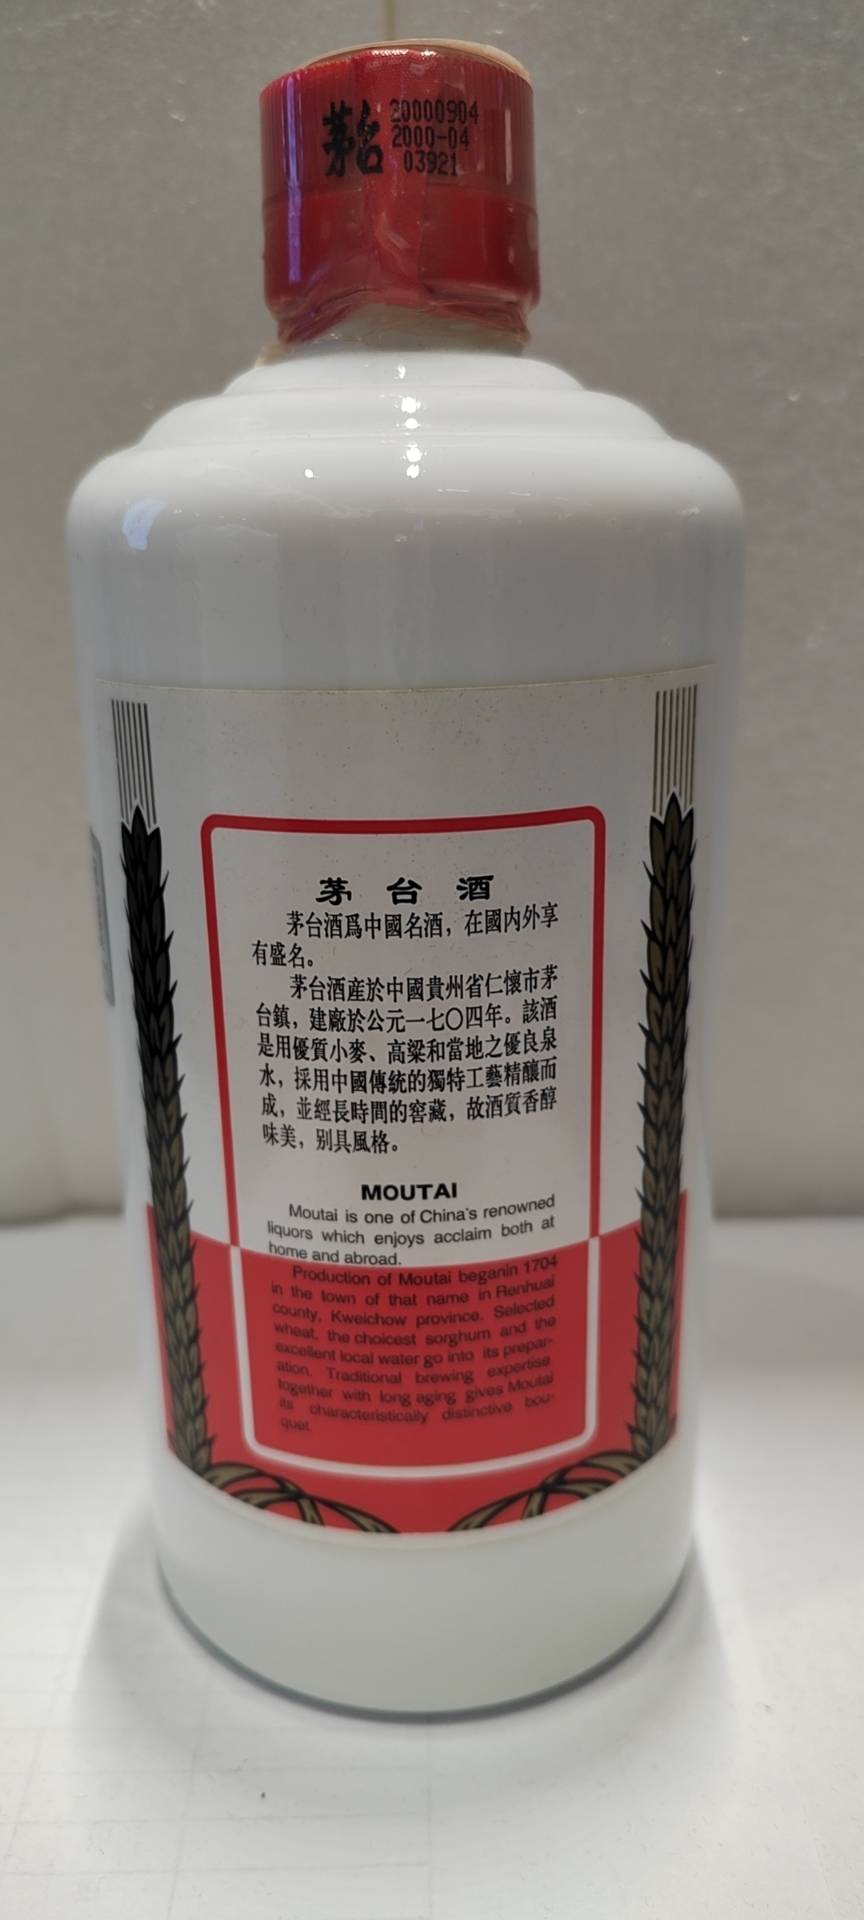 茅台
20000904
2000-04
03921
茅台酒
茅台酒爲中國名酒，在國内外享
有盛名。
茅台酒産於中國貴州省仁懷市茅
台鎮，建廠於公元一七〇四年。該酒
是用優質小麥、高粱和當地之優良泉
水，採用中國傳統的獨特工藝精釀而
成，並經長時間的窖藏，故酒質香醇
味美，别具風格。
MOUTAI
Moutai is one of China's renowned
liquors which enjoys acclaim both at
home and abroad.
Production of Moutai beganin 1704
in the town of that name in Renhuai
county, Kweichow province. Selected
wheat, the choicest sorghum and the
excellent local water go into its prepar-
ation. Traditional brewing expertise
together with long aging gives Moutai
its characteristically distinctive bou-
quet.